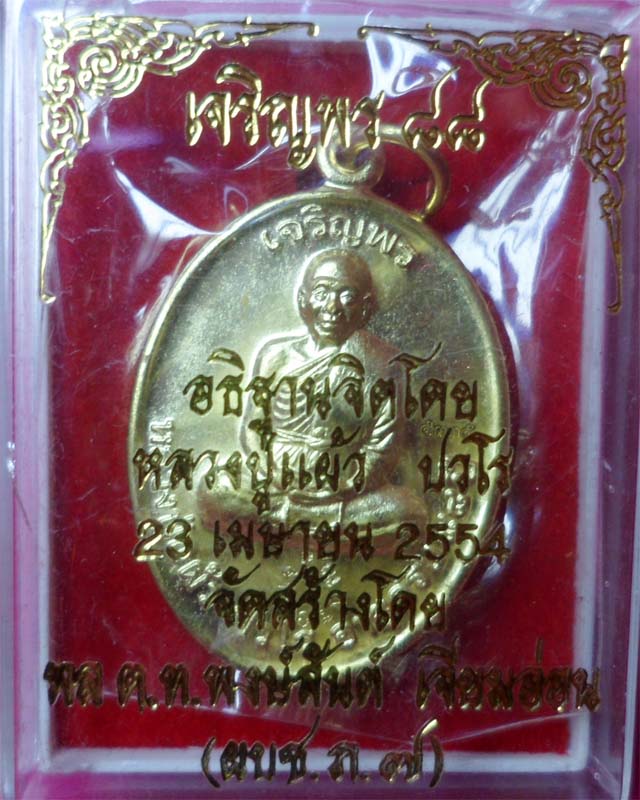 เจริญพร ๘๘
เจริญพร
อธิฐานจิตโดย
หลวงปู่แผ้ว ปวโร
23 เมษายน 2554
จัดสร้างโดย
พล ต.ท.พงษ์สันต์ เจียมอ่อน
(ผบช.ภ.๗)